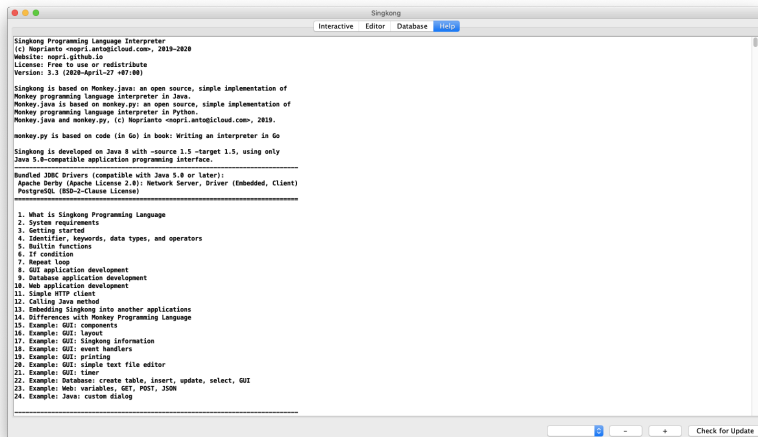 Singkong
Interactive Editor Database Help
Singkong Programming Language Interpreter
(c) Noprianto <nopri.anto@icloud.com>, 2019-2020
Website: nopri.github.io
License: Free to use or redistribute
Version: 3.3 (2020-April-27 +07:00)
Singkong is based on Monkey.java: an open source, simple implementation of
Monkey programming language interpreter in Java.
Monkey.java is based on monkey.py: an open source, simple implementation of
Monkey programming language interpreter in Python.
Monkey.java and monkey.py, (c) Noprianto <nopri.anto@icloud.com>, 2019.
monkey.py is based on code (in Go) in book: Writing an interpreter in Go
Singkong is developed on Java 8 with -source 1.5 -target 1.5, using only
Java 5.0-compatible application programming interface.
---------------------------------------------------------------------------
Bundled JDBC Drivers (compatible with Java 5.0 or later):
Apache Derby (Apache License 2.0): Network Server, Driver (Embedded, Client)
PostgreSQL (BSD-2-Clause License)
===========================================================================
1. What is Singkong Programming Language
2. System requirements
3. Getting started
4. Identifier, keywords, data types, and operators
5. Builtin functions
6. If condition
7. Repeat loop
8. GUI application development
9. Database application development
10. Web application development
11. Simple HTTP client
12. Calling Java method
13. Embedding Singkong into another applications
14. Differences with Monkey Programming Language
15. Example: GUI: components
16. Example: GUI: layout
17. Example: GUI: Singkong information
18. Example: GUI: event handlers
19. Example: GUI: printing
20. Example: GUI: simple text file editor
21. Example: GUI: timer
22. Example: Database: create table, insert, update, select, GUI
23. Example: Web: variables, GET, POST, JSON
24. Example: Java: custom dialog
---------------------------------------------------------------------------
- + Check for Update